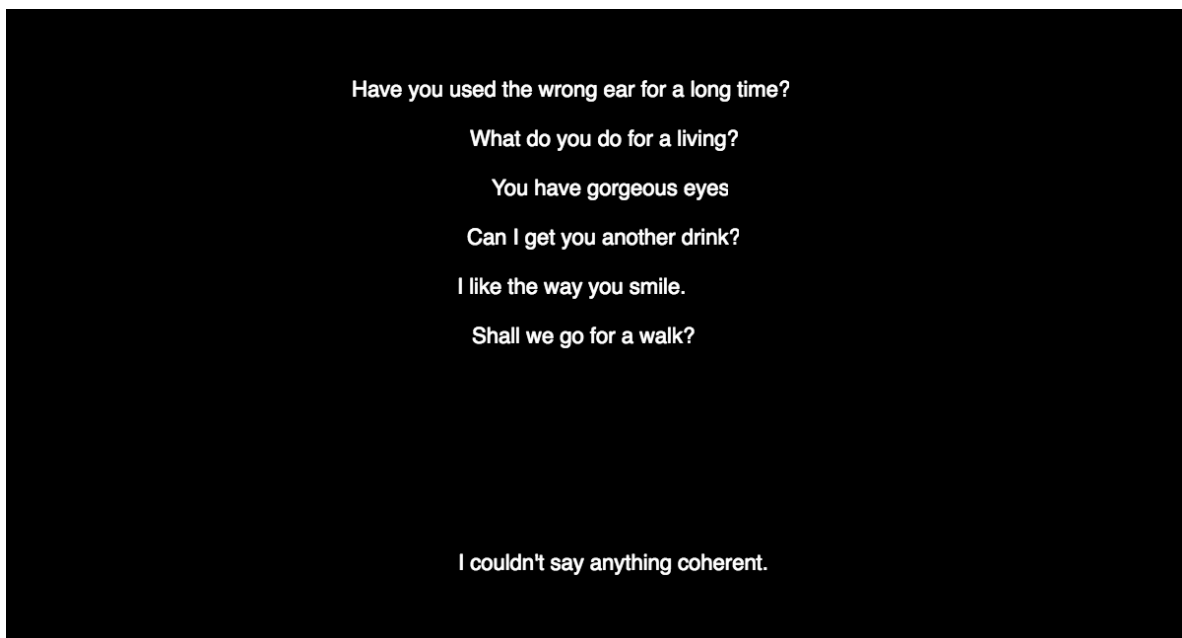 Have you used the wrong ear for a long time?
What do you do for a living?
You have gorgeous eyes
Can I get you another drink?
I like the way you smile.
Shall we go for a walk?
I couldn't say anything coherent.